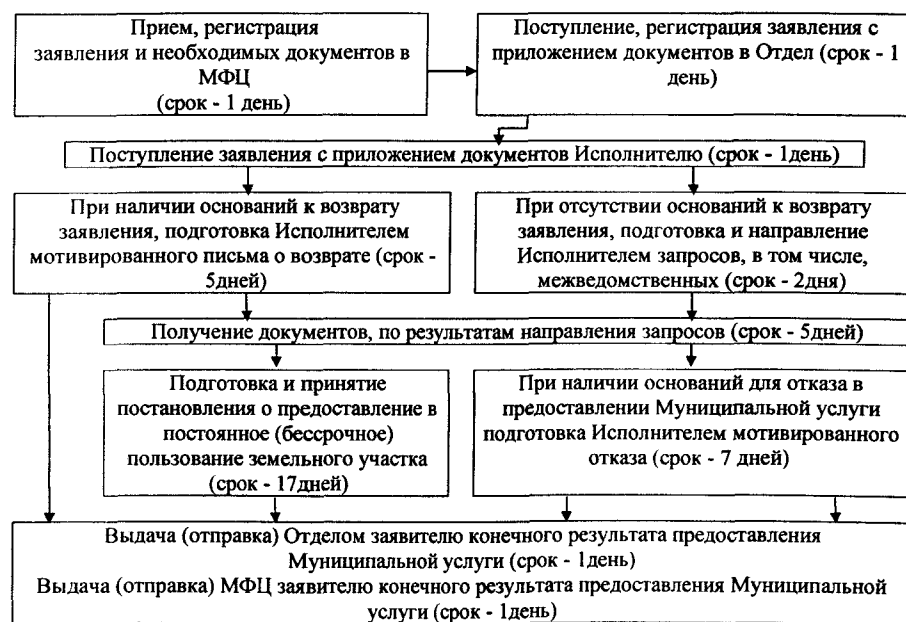 Прием, регистрация
заявления и необходимых документов в
МФЦ
(срок - 1 день)
Поступление, регистрация заявления с
приложением документов в Отдел (срок - 1
день)
Поступление заявления с приложением документов Исполнителю (срок - 1день)
При наличии оснований к возврату
заявления, подготовка Исполнителем
мотивированного письма о возврате (срок -
5дней)
При отсутствии оснований к возврату
заявления, подготовка и направление
Исполнителем запросов, в том числе,
межведомственных (срок - 2дня)
Получение документов, по результатам направления запросов (срок - 5дней)
Подготовка и принятие
постановления о предоставление в
постоянное (бессрочное)
пользование земельного участка
(срок - 17дней)
При наличии оснований для отказа в
предоставлении Муниципальной услуги
подготовка Исполнителем мотивированного
отказа (срок - 7 дней)
Выдача (отправка) Отделом заявителю конечного результата предоставления
Муниципальной услуги (срок - 1день)
Выдача (отправка) МФЦ заявителю конечного результата предоставления Муниципальной
услуги (срок - 1день)